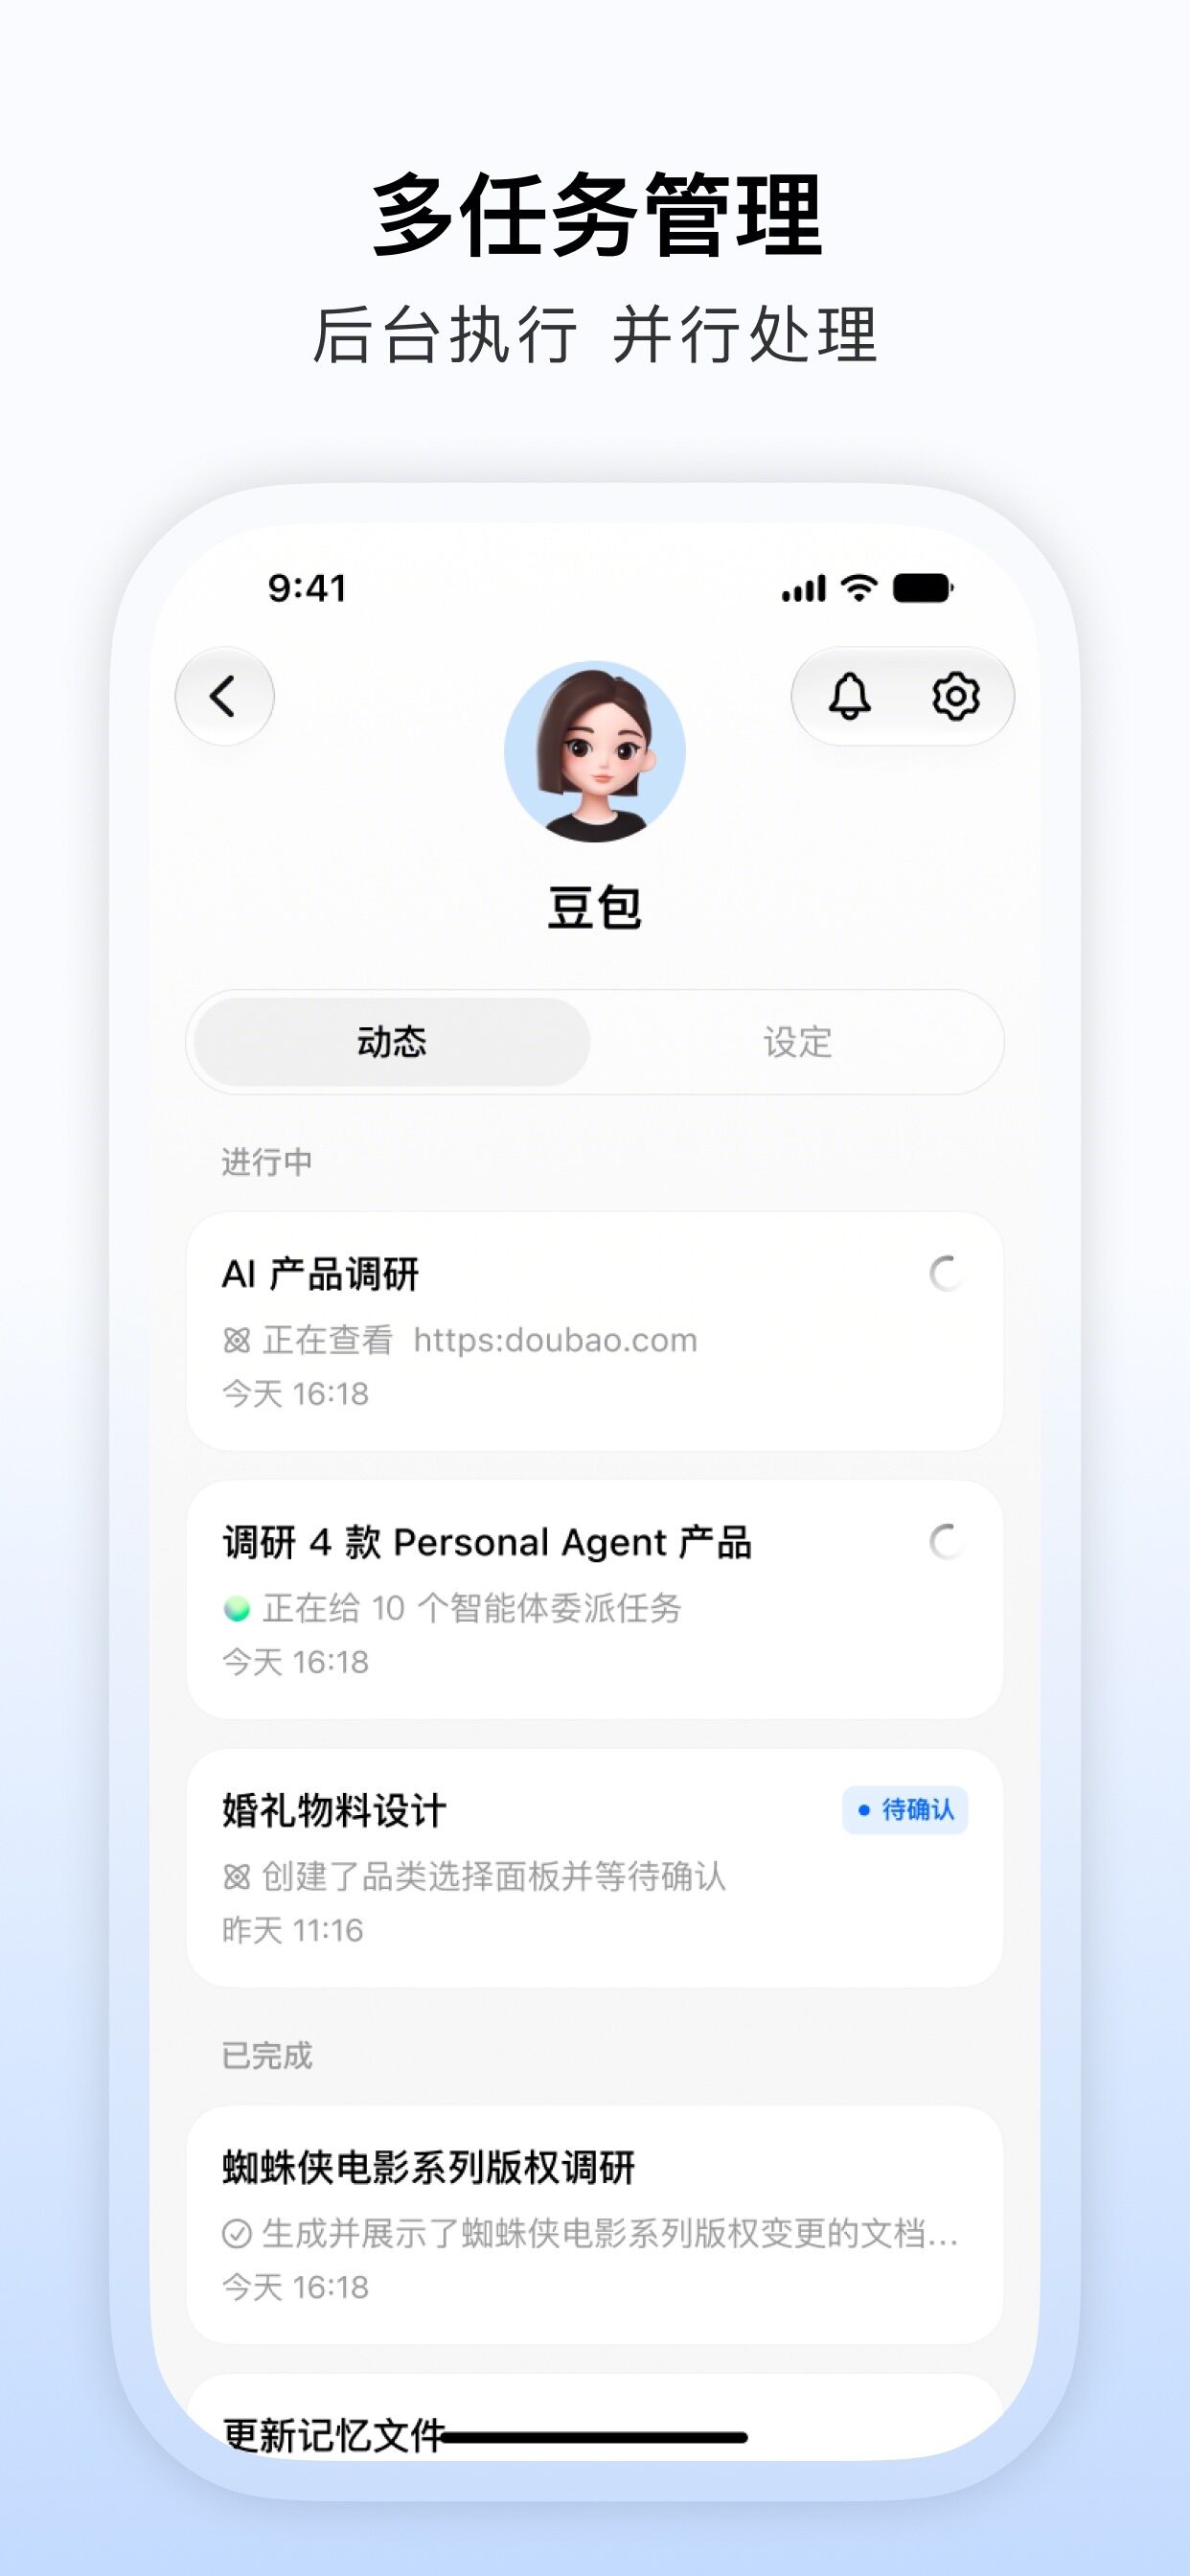 多任务管理
后台执行 并行处理
9:41
豆包
动态
设定
进行中
AI 产品调研
正在查看 https:doubao.com
今天 16:18
调研 4 款 Personal Agent 产品
正在给 10 个智能体委派任务
今天 16:18
婚礼物料设计
待确认
创建了品类选择面板并等待确认
昨天 11:16
已完成
蜘蛛侠电影系列版权调研
生成并展示了蜘蛛侠电影系列版权变更的文档...
今天 16:18
更新记忆文件